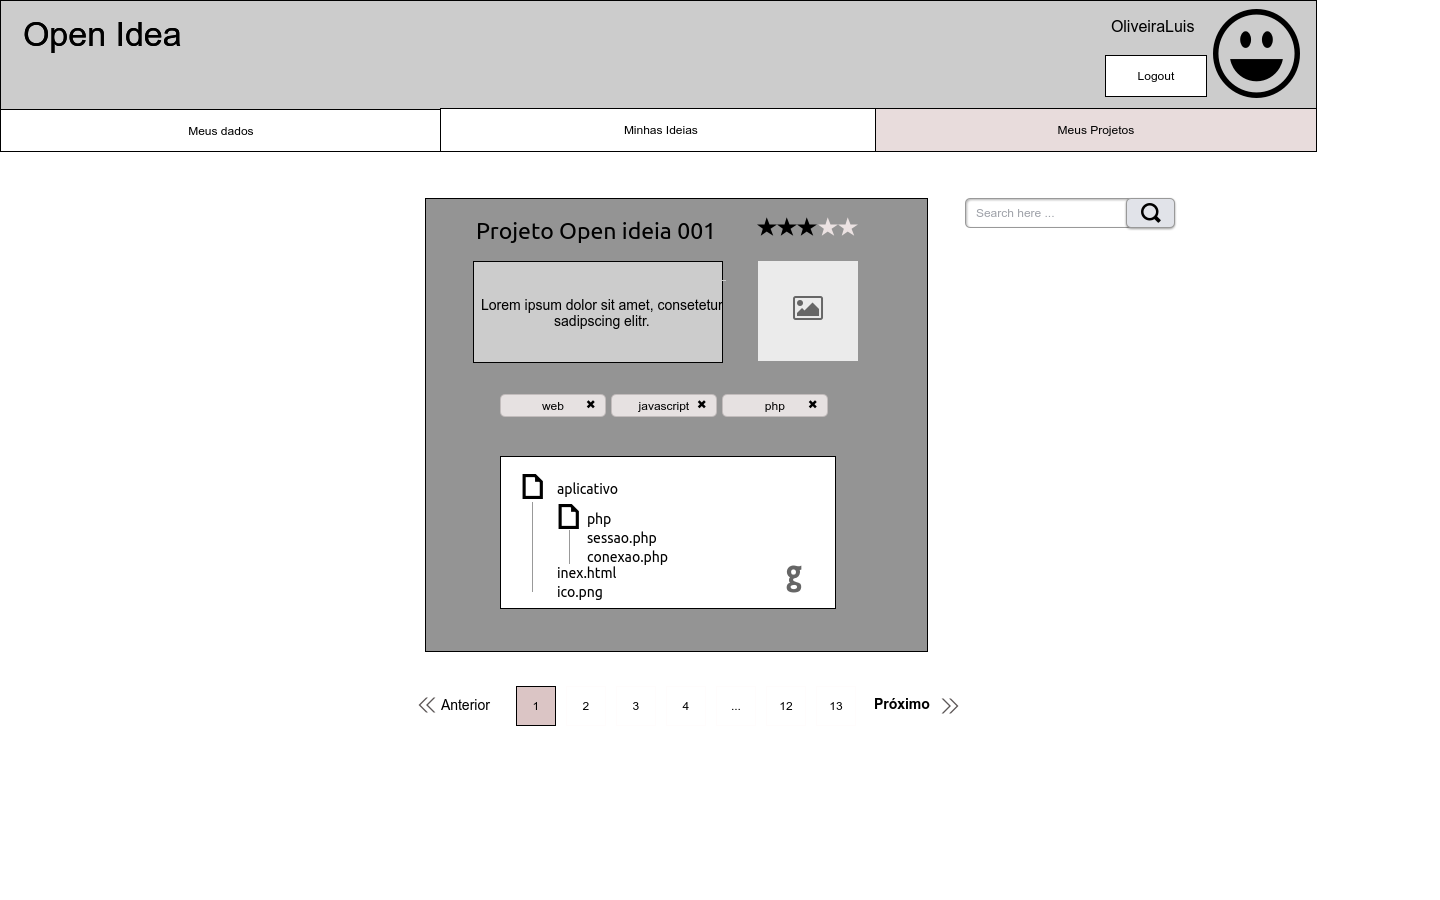 Open Idea
OliveiraLuis
Logout
Meus dados
Minhas Ideias
Meus Projetos
Projeto Open ideia 001
Search here ...
Lorem ipsum dolor sit amet, consetetur
sadipscing elitr.
web
javascript
php
aplicativo
php
sessao.php
conexao.php
inex.html
ico.png
g
Anterior 1 2 3 4 ... 12 13 Próximo